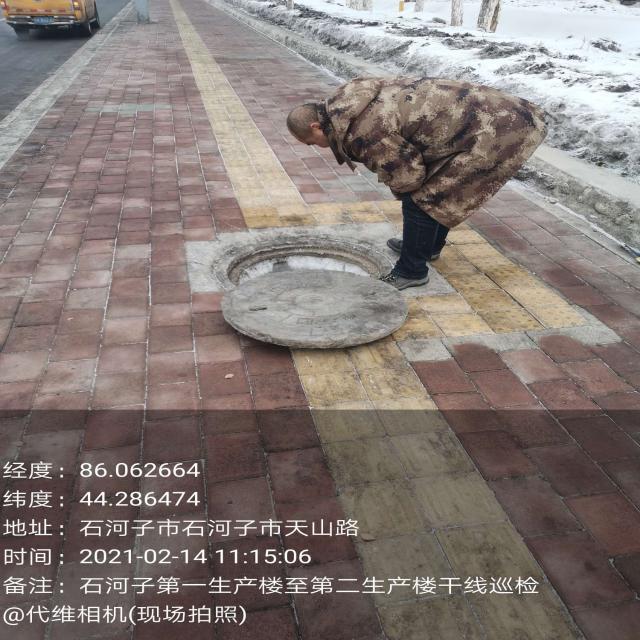 经度：86.062664
纬度：44.286474
地址：石河子市石河子市天山路
时间：2021-02-14 11:15:06
备注：石河子第一生产楼至第二生产楼干线巡检
@代维相机(现场拍照)